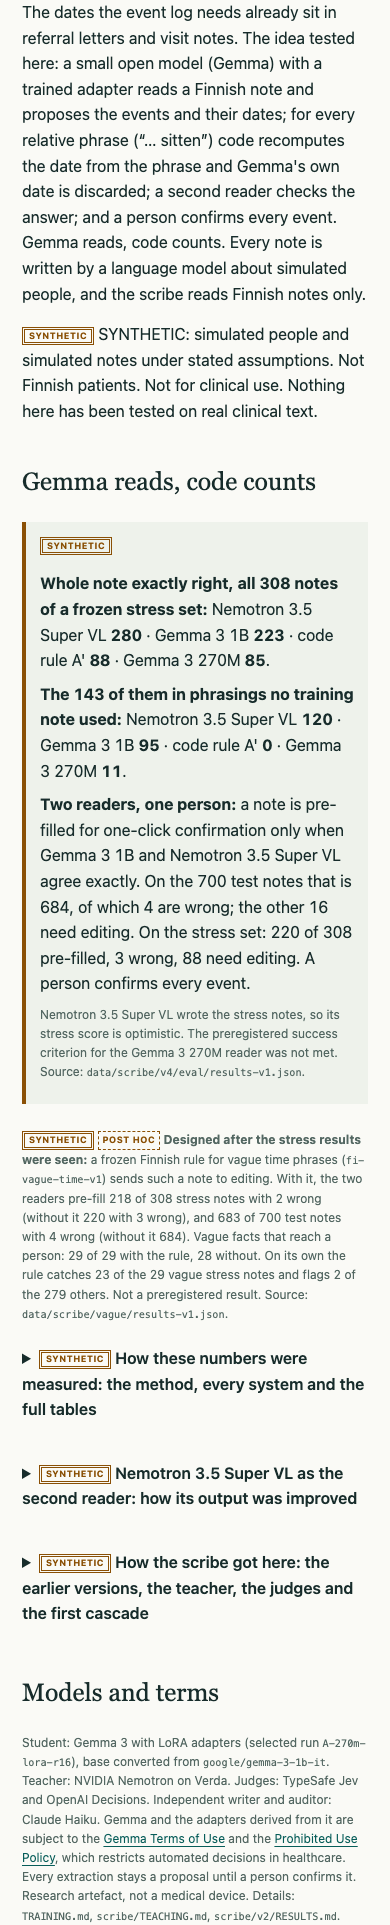 The dates the event log needs already sit in
referral letters and visit notes. The idea tested
here: a small open model (Gemma) with a
trained adapter reads a Finnish note and
proposes the events and their dates; for every
relative phrase (“... sitten”) code recomputes
the date from the phrase and Gemma's own
date is discarded; a second reader checks the
answer; and a person confirms every event.
Gemma reads, code counts. Every note is
written by a language model about simulated
people, and the scribe reads Finnish notes only.
SYNTHETIC SYNTHETIC: simulated people and
simulated notes under stated assumptions. Not
Finnish patients. Not for clinical use. Nothing
here has been tested on real clinical text.
Gemma reads, code counts
SYNTHETIC
Whole note exactly right, all 308 notes
of a frozen stress set: Nemotron 3.5
Super VL 280 · Gemma 3 1B 223 · code
rule A' 88 · Gemma 3 270M 85.
The 143 of them in phrasings no training
note used: Nemotron 3.5 Super VL 120 ·
Gemma 3 1B 95 · code rule A' 0 · Gemma
3 270M 11.
Two readers, one person: a note is pre-
filled for one-click confirmation only when
Gemma 3 1B and Nemotron 3.5 Super VL
agree exactly. On the 700 test notes that is
684, of which 4 are wrong; the other 16
need editing. On the stress set: 220 of 308
pre-filled, 3 wrong, 88 need editing. A
person confirms every event.
Nemotron 3.5 Super VL wrote the stress notes, so its
stress score is optimistic. The preregistered success
criterion for the Gemma 3 270M reader was not met.
Source: data/scribe/v4/eval/results-v1.json.
SYNTHETIC POST HOC Designed after the stress results
were seen: a frozen Finnish rule for vague time phrases (fi-
vague-time-v1) sends such a note to editing. With it, the two
readers pre-fill 218 of 308 stress notes with 2 wrong
(without it 220 with 3 wrong), and 683 of 700 test notes
with 4 wrong (without it 684). Vague facts that reach a
person: 29 of 29 with the rule, 28 without. On its own the
rule catches 23 of the 29 vague stress notes and flags 2 of
the 279 others. Not a preregistered result. Source:
data/scribe/vague/results-v1.json.
SYNTHETIC How these numbers were
measured: the method, every system and the
full tables
SYNTHETIC Nemotron 3.5 Super VL as the
second reader: how its output was improved
SYNTHETIC How the scribe got here: the
earlier versions, the teacher, the judges and
the first cascade
Models and terms
Student: Gemma 3 with LoRA adapters (selected run A-270m-
lora-r16), base converted from google/gemma-3-1b-it.
Teacher: NVIDIA Nemotron on Verda. Judges: TypeSafe Jev
and OpenAI Decisions. Independent writer and auditor:
Claude Haiku. Gemma and the adapters derived from it are
subject to the Gemma Terms of Use and the Prohibited Use
Policy, which restricts automated decisions in healthcare.
Every extraction stays a proposal until a person confirms it.
Research artefact, not a medical device. Details:
TRAINING.md, scribe/TEACHING.md, scribe/v2/RESULTS.md.